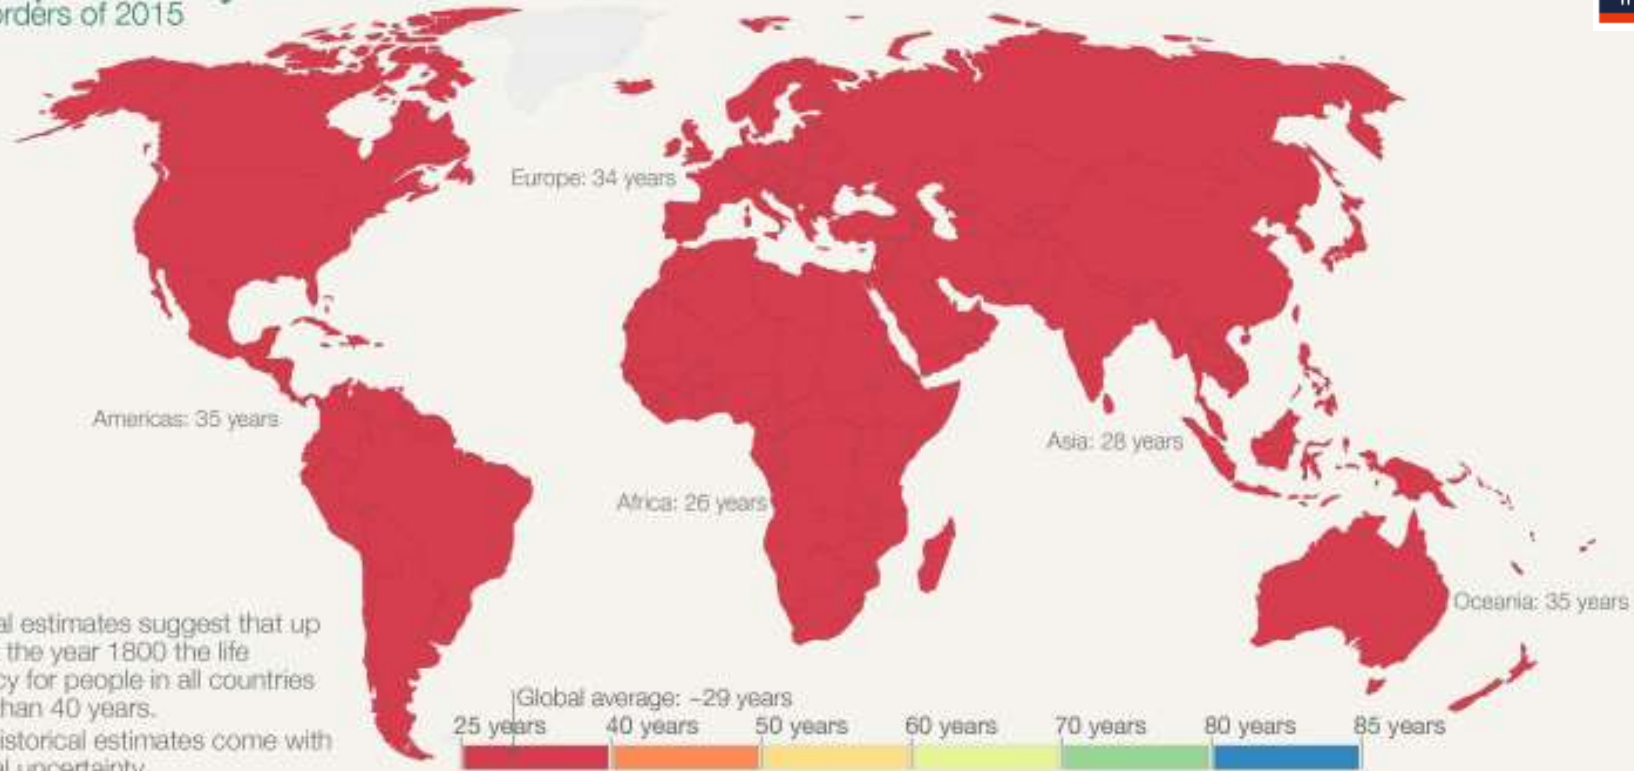 orders of 2015
Europe: 34 years
Americas: 35 years
Asia: 28 years
Africa: 26 years
Oceania: 35 years
al estimates suggest that up
the year 1800 the life
cy for people in all countries
han 40 years.
istorical estimates come with
al uncertainty
Global average: ~29 years
25 years 40 years 50 years 60 years 70 years 80 years 85 years